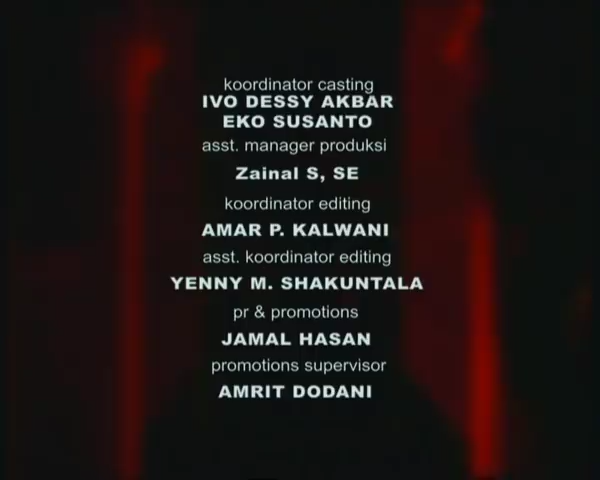 koordinator casting
IVO DESSY AKBAR
EKO SUSANTO
asst. manager produksi
Zainal S, SE
koordinator editing
AMAR P. KALWANI
asst. koordinator editing
YENNY M. SHAKUNTALA
pr & promotions
JAMAL HASAN
promotions supervisor
AMRIT DODANI